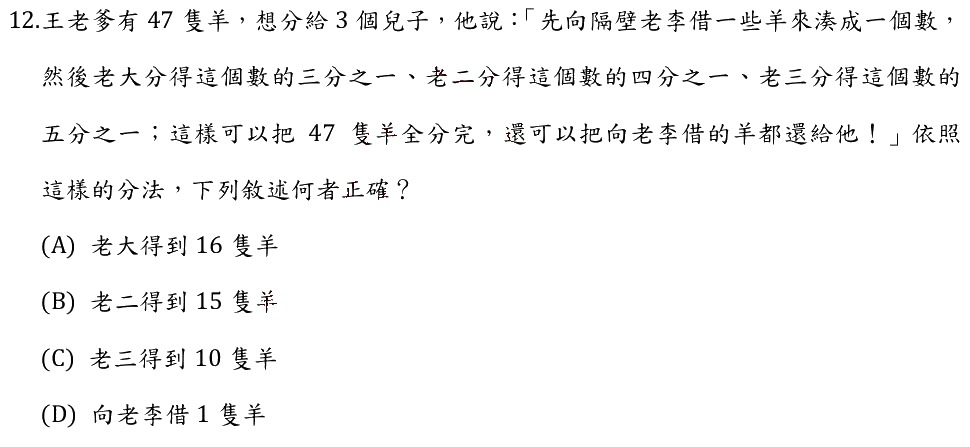 12.王老爹有 47 隻羊，想分給 3 個兒子，他說：「先向隔壁老李借一些羊來湊成一個數，
然後老大分得這個數的三分之一、老二分得這個數的四分之一、老三分得這個數的
五分之一；這樣可以把 47 隻羊全分完，還可以把向老李借的羊都還給他！」依照
這樣的分法，下列敘述何者正確？
(A) 老大得到 16 隻羊
(B) 老二得到 15 隻羊
(C) 老三得到 10 隻羊
(D) 向老李借 1 隻羊